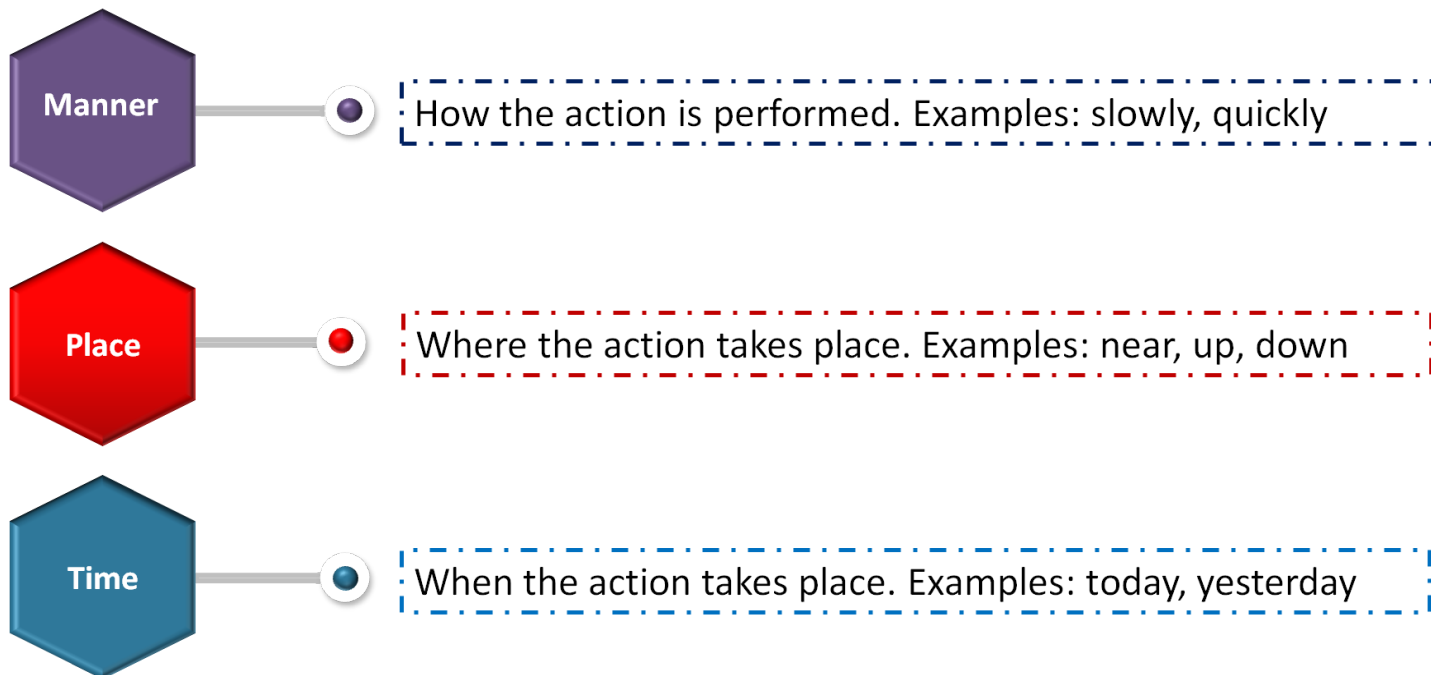 Manner
How the action is performed. Examples: slowly, quickly
Place
Where the action takes place. Examples: near, up, down
Time
When the action takes place. Examples: today, yesterday